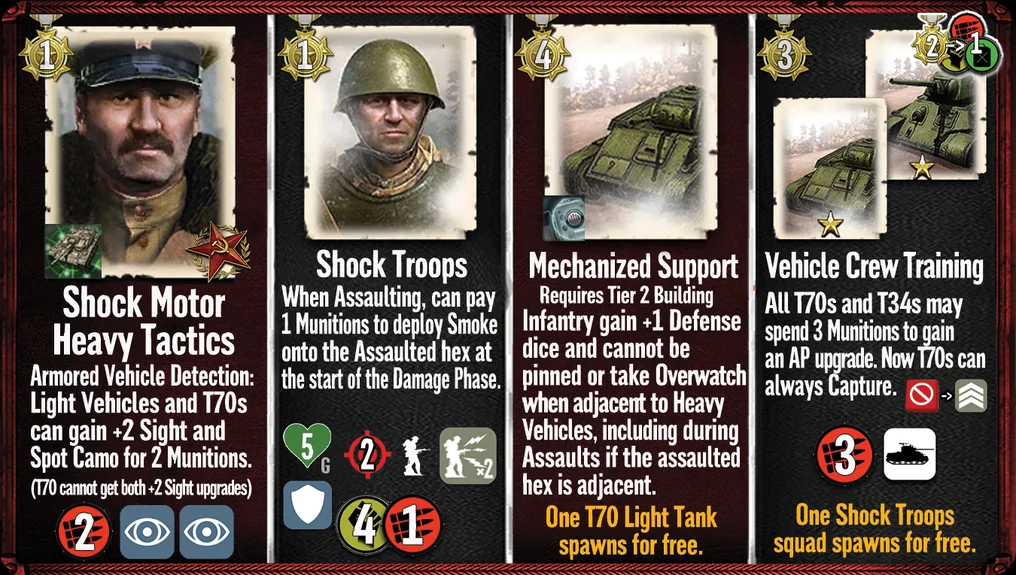 1
Shock Motor
Heavy Tactics
Armored Vehicle Detection:
Light Vehicles and T70s
can gain +2 Sight and
Spot Camo for 2 Munitions.
(T70 cannot get both +2 Sight upgrades)
2
1
Shock Troops
When Assaulting, can pay
1 Munitions to deploy Smoke
onto the Assaulted hex at
the start of the Damage Phase.
5
G
2
x2
4
1
4
Mechanized Support
Requires Tier 2 Building
Infantry gain +1 Defense
dice and cannot be
pinned or take Overwatch
when adjacent to Heavy
Vehicles, including during
Assaults if the assaulted
hex is adjacent.
One T70 Light Tank
spawns for free.
3
2->1
Vehicle Crew Training
All T70s and T34s may
spend 3 Munitions to gain
an AP upgrade. Now T70s can
always Capture.
->
3
One Shock Troops
squad spawns for free.